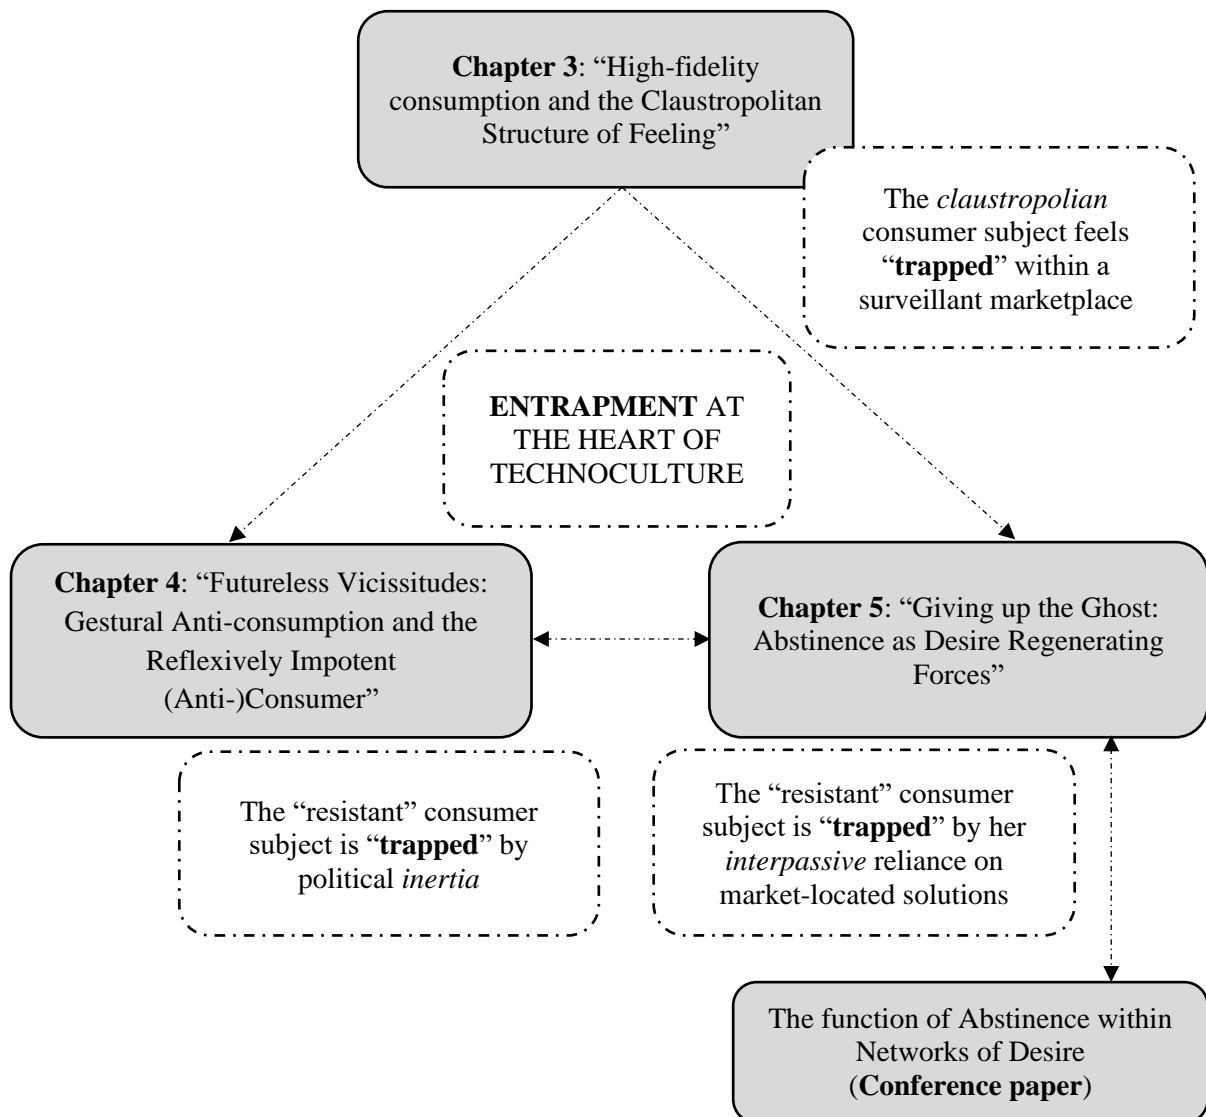 Chapter 3: “High-fidelity
consumption and the Claustropolitan
Structure of Feeling”
The claustropolian
consumer subject feels
“trapped” within a
surveillant marketplace
ENTRAPMENT AT
THE HEART OF
TECHNOCULTURE
Chapter 4: “Futureless Vicissitudes:
Gestural Anti-consumption and the
Reflexively Impotent
(Anti-)Consumer”
Chapter 5: “Giving up the Ghost:
Abstinence as Desire Regenerating
Forces”
The “resistant” consumer
subject is “trapped” by
political inertia
The “resistant” consumer
subject is “trapped” by her
interpassive reliance on
market-located solutions
The function of Abstinence within
Networks of Desire
(Conference paper)